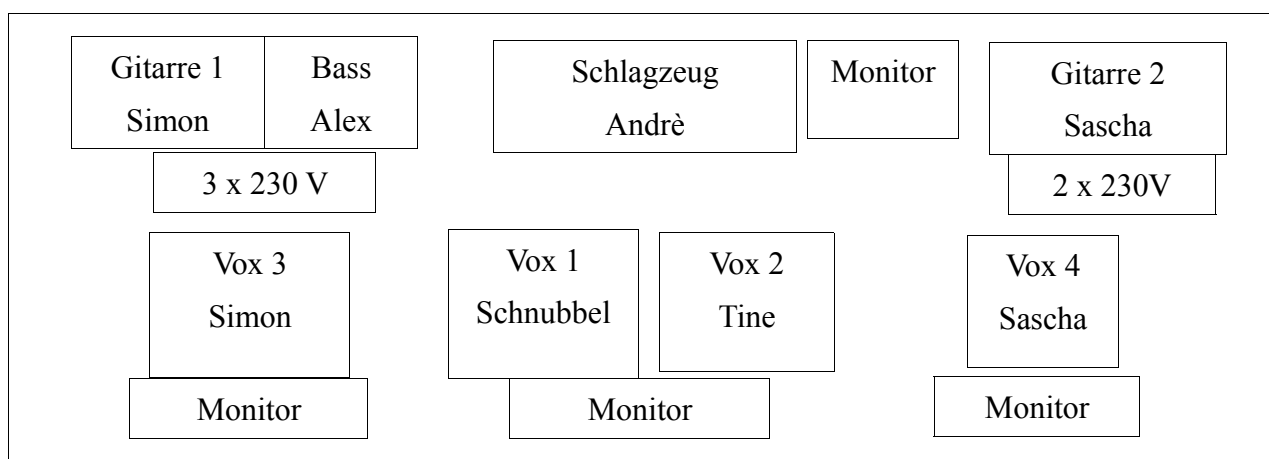 Gitarre 1
Simon
Bass
Alex
Schlagzeug
Andrè
Monitor
Gitarre 2
Sascha
3 x 230 V
2 x 230V
Vox 3
Simon
Vox 1
Schnubbel
Vox 2
Tine
Vox 4
Sascha
Monitor
Monitor
Monitor